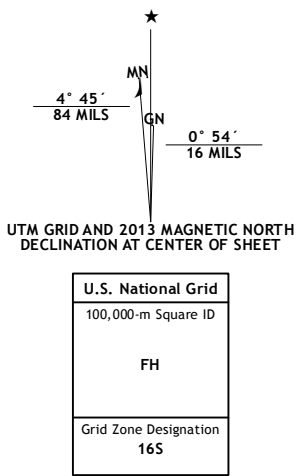 ★
MN
GN
4° 45´
84 MILS
0° 54´
16 MILS
UTM GRID AND 2013 MAGNETIC NORTH
DECLINATION AT CENTER OF SHEET
U.S. National Grid
100,000-m Square ID
FH
Grid Zone Designation
16S